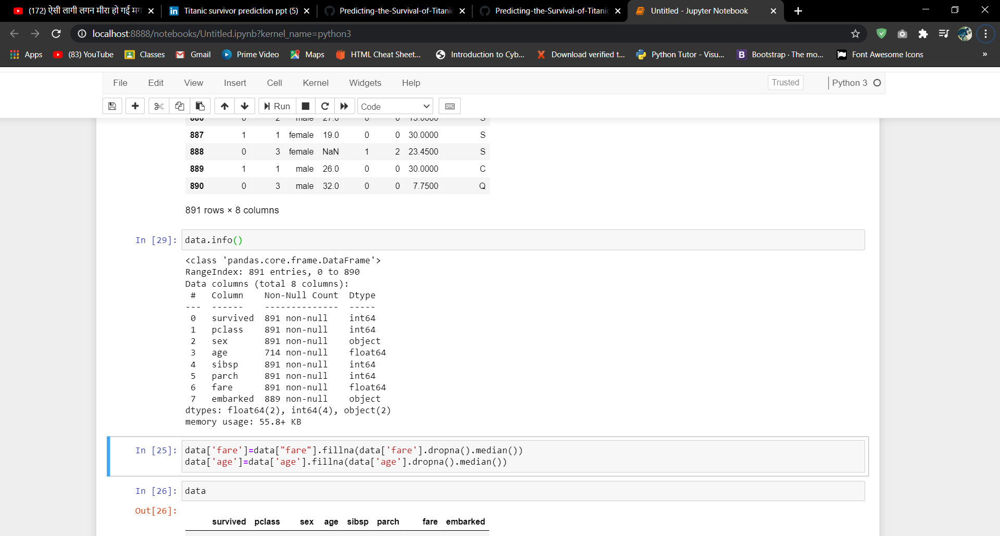 (172) ऐसी लागी लगन मीरा हो गई मग
Titanic survivor prediction ppt (5)
Predicting-the-Survival-of-Titanic
Predicting-the-Survival-of-Titanic
Untitled - Jupyter Notebook
localhost:8888/notebooks/Untitled.ipynb?kernel_name=python3
Apps (83) YouTube Classes Gmail Prime Video Maps HTML Cheat Sheet... Introduction to Cyb... Download verified t... Python Tutor - Visu... Bootstrap · The mo... Font Awesome Icons »
File Edit View Insert Cell Kernel Widgets Help Trusted Python 3
Run Code
886 0 2 male 27.0 0 0 13.0000 S
887 1 1 female 19.0 0 0 30.0000 S
888 0 3 female NaN 1 2 23.4500 S
889 1 1 male 26.0 0 0 30.0000 C
890 0 3 male 32.0 0 0 7.7500 Q
891 rows × 8 columns
In [29]: data.info()
<class 'pandas.core.frame.DataFrame'>
RangeIndex: 891 entries, 0 to 890
Data columns (total 8 columns):
# Column Non-Null Count Dtype
--- ------ -------------- -----
0 survived 891 non-null int64
1 pclass 891 non-null int64
2 sex 891 non-null object
3 age 714 non-null float64
4 sibsp 891 non-null int64
5 parch 891 non-null int64
6 fare 891 non-null float64
7 embarked 889 non-null object
dtypes: float64(2), int64(4), object(2)
memory usage: 55.8+ KB
In [25]: data['fare']=data["fare"].fillna(data['fare'].dropna().median())
data['age']=data['age'].fillna(data['age'].dropna().median())
In [26]: data
Out[26]:
survived pclass sex age sibsp parch fare embarked